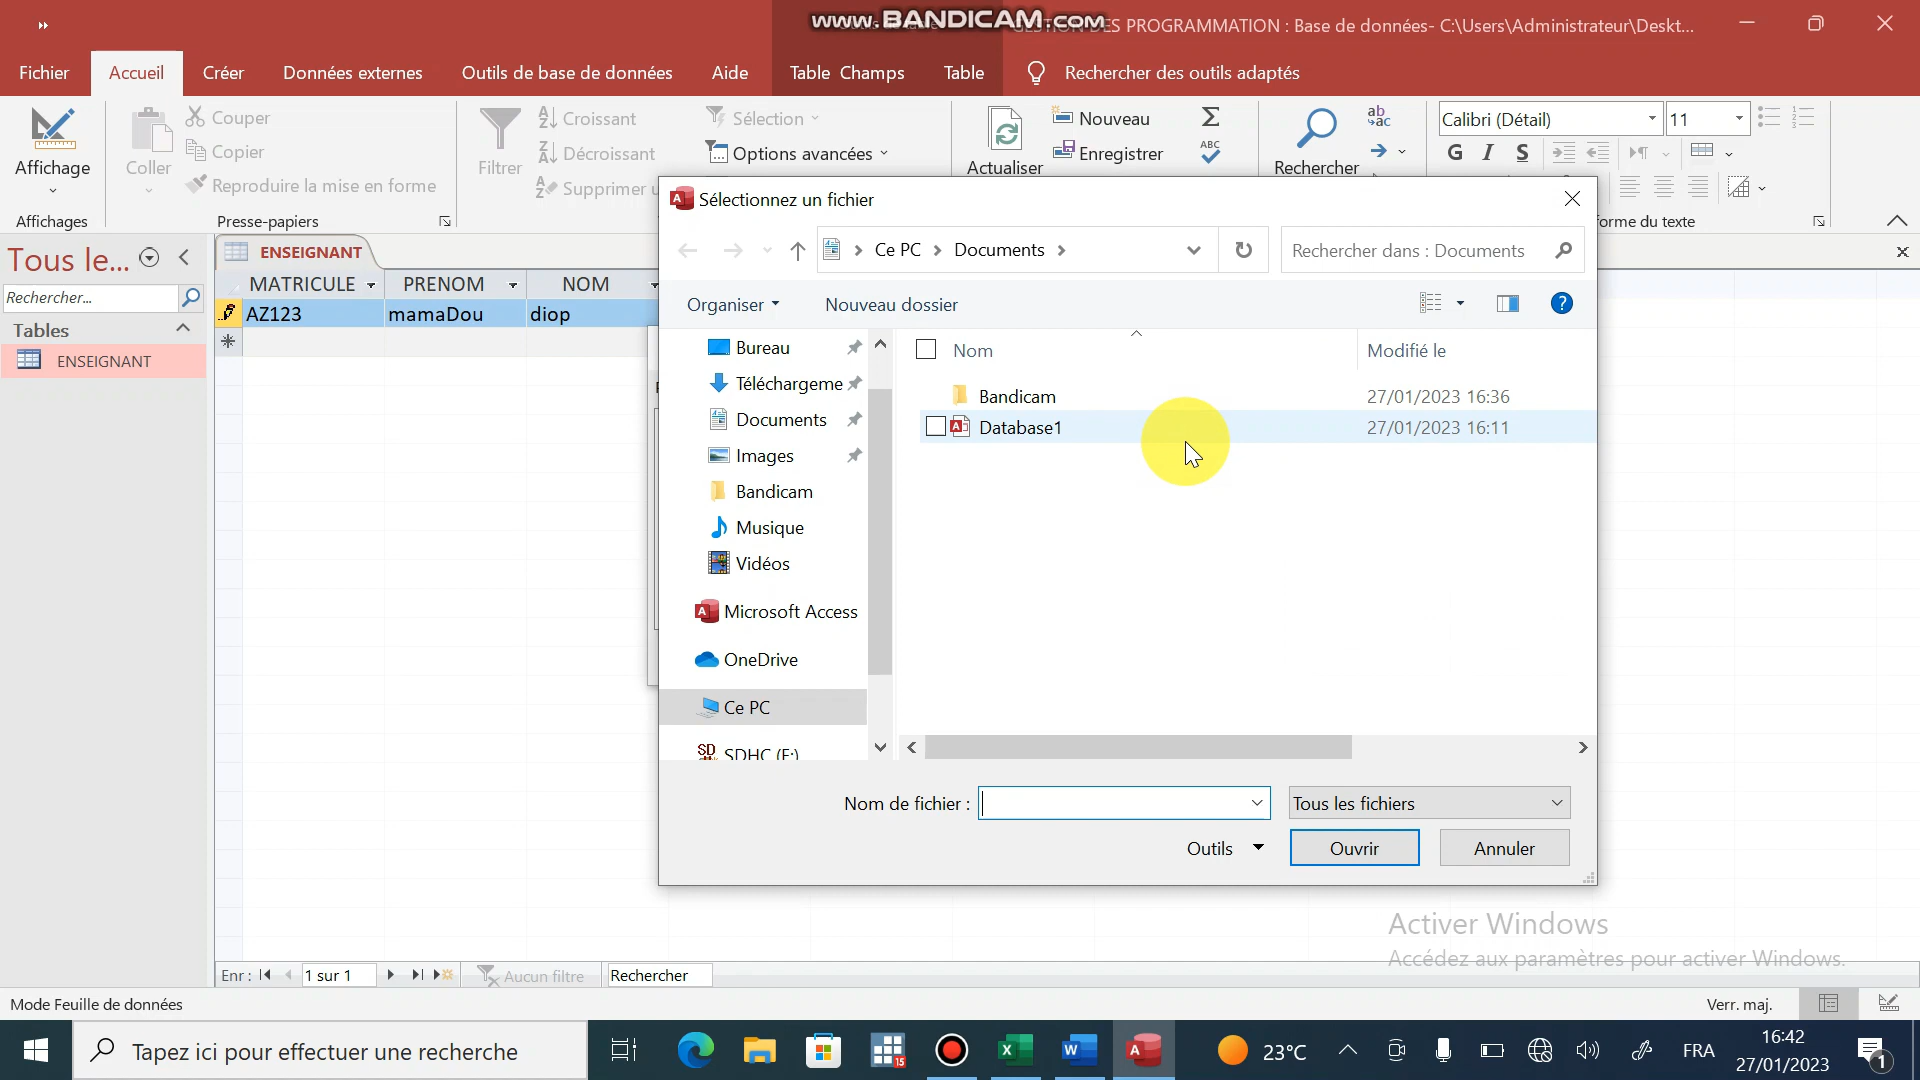 www.BANDICAM.com
GESTION DES PROGRAMMATION : Base de données- C:\Users\Administrateur\Deskt...
Fichier
Accueil
Créer
Données externes
Outils de base de données
Aide
Table Champs
Table
Rechercher des outils adaptés
Affichage
Affichages
Coller
Couper
Copier
Reproduire la mise en forme
Presse-papiers
Filtrer
Croissant
Décroissant
Supprimer u
Sélection
Options avancées
Actualiser
Nouveau
Enregistrer
Rechercher
Calibri (Détail)
11
G I S
orme du texte
Tous le...
Rechercher...
Tables
ENSEIGNANT
ENSEIGNANT
MATRICULE PRENOM NOM
AZ123 mamaDou diop
Sélectionnez un fichier
Ce PC > Documents >
Rechercher dans : Documents
Organiser
Nouveau dossier
Bureau
Téléchargeme
Documents
Images
Bandicam
Musique
Vidéos
Microsoft Access
OneDrive
Ce PC
SDHC (F:)
Nom Modifié le
Bandicam 27/01/2023 16:36
Database1 27/01/2023 16:11
Nom de fichier :
Tous les fichiers
Outils
Ouvrir
Annuler
Activer Windows
Accédez aux paramètres pour activer Windows.
Enr : 1 sur 1
Aucun filtre
Rechercher
Mode Feuille de données
Verr. maj.
Tapez ici pour effectuer une recherche
23°C
FRA
16:42
27/01/2023
1